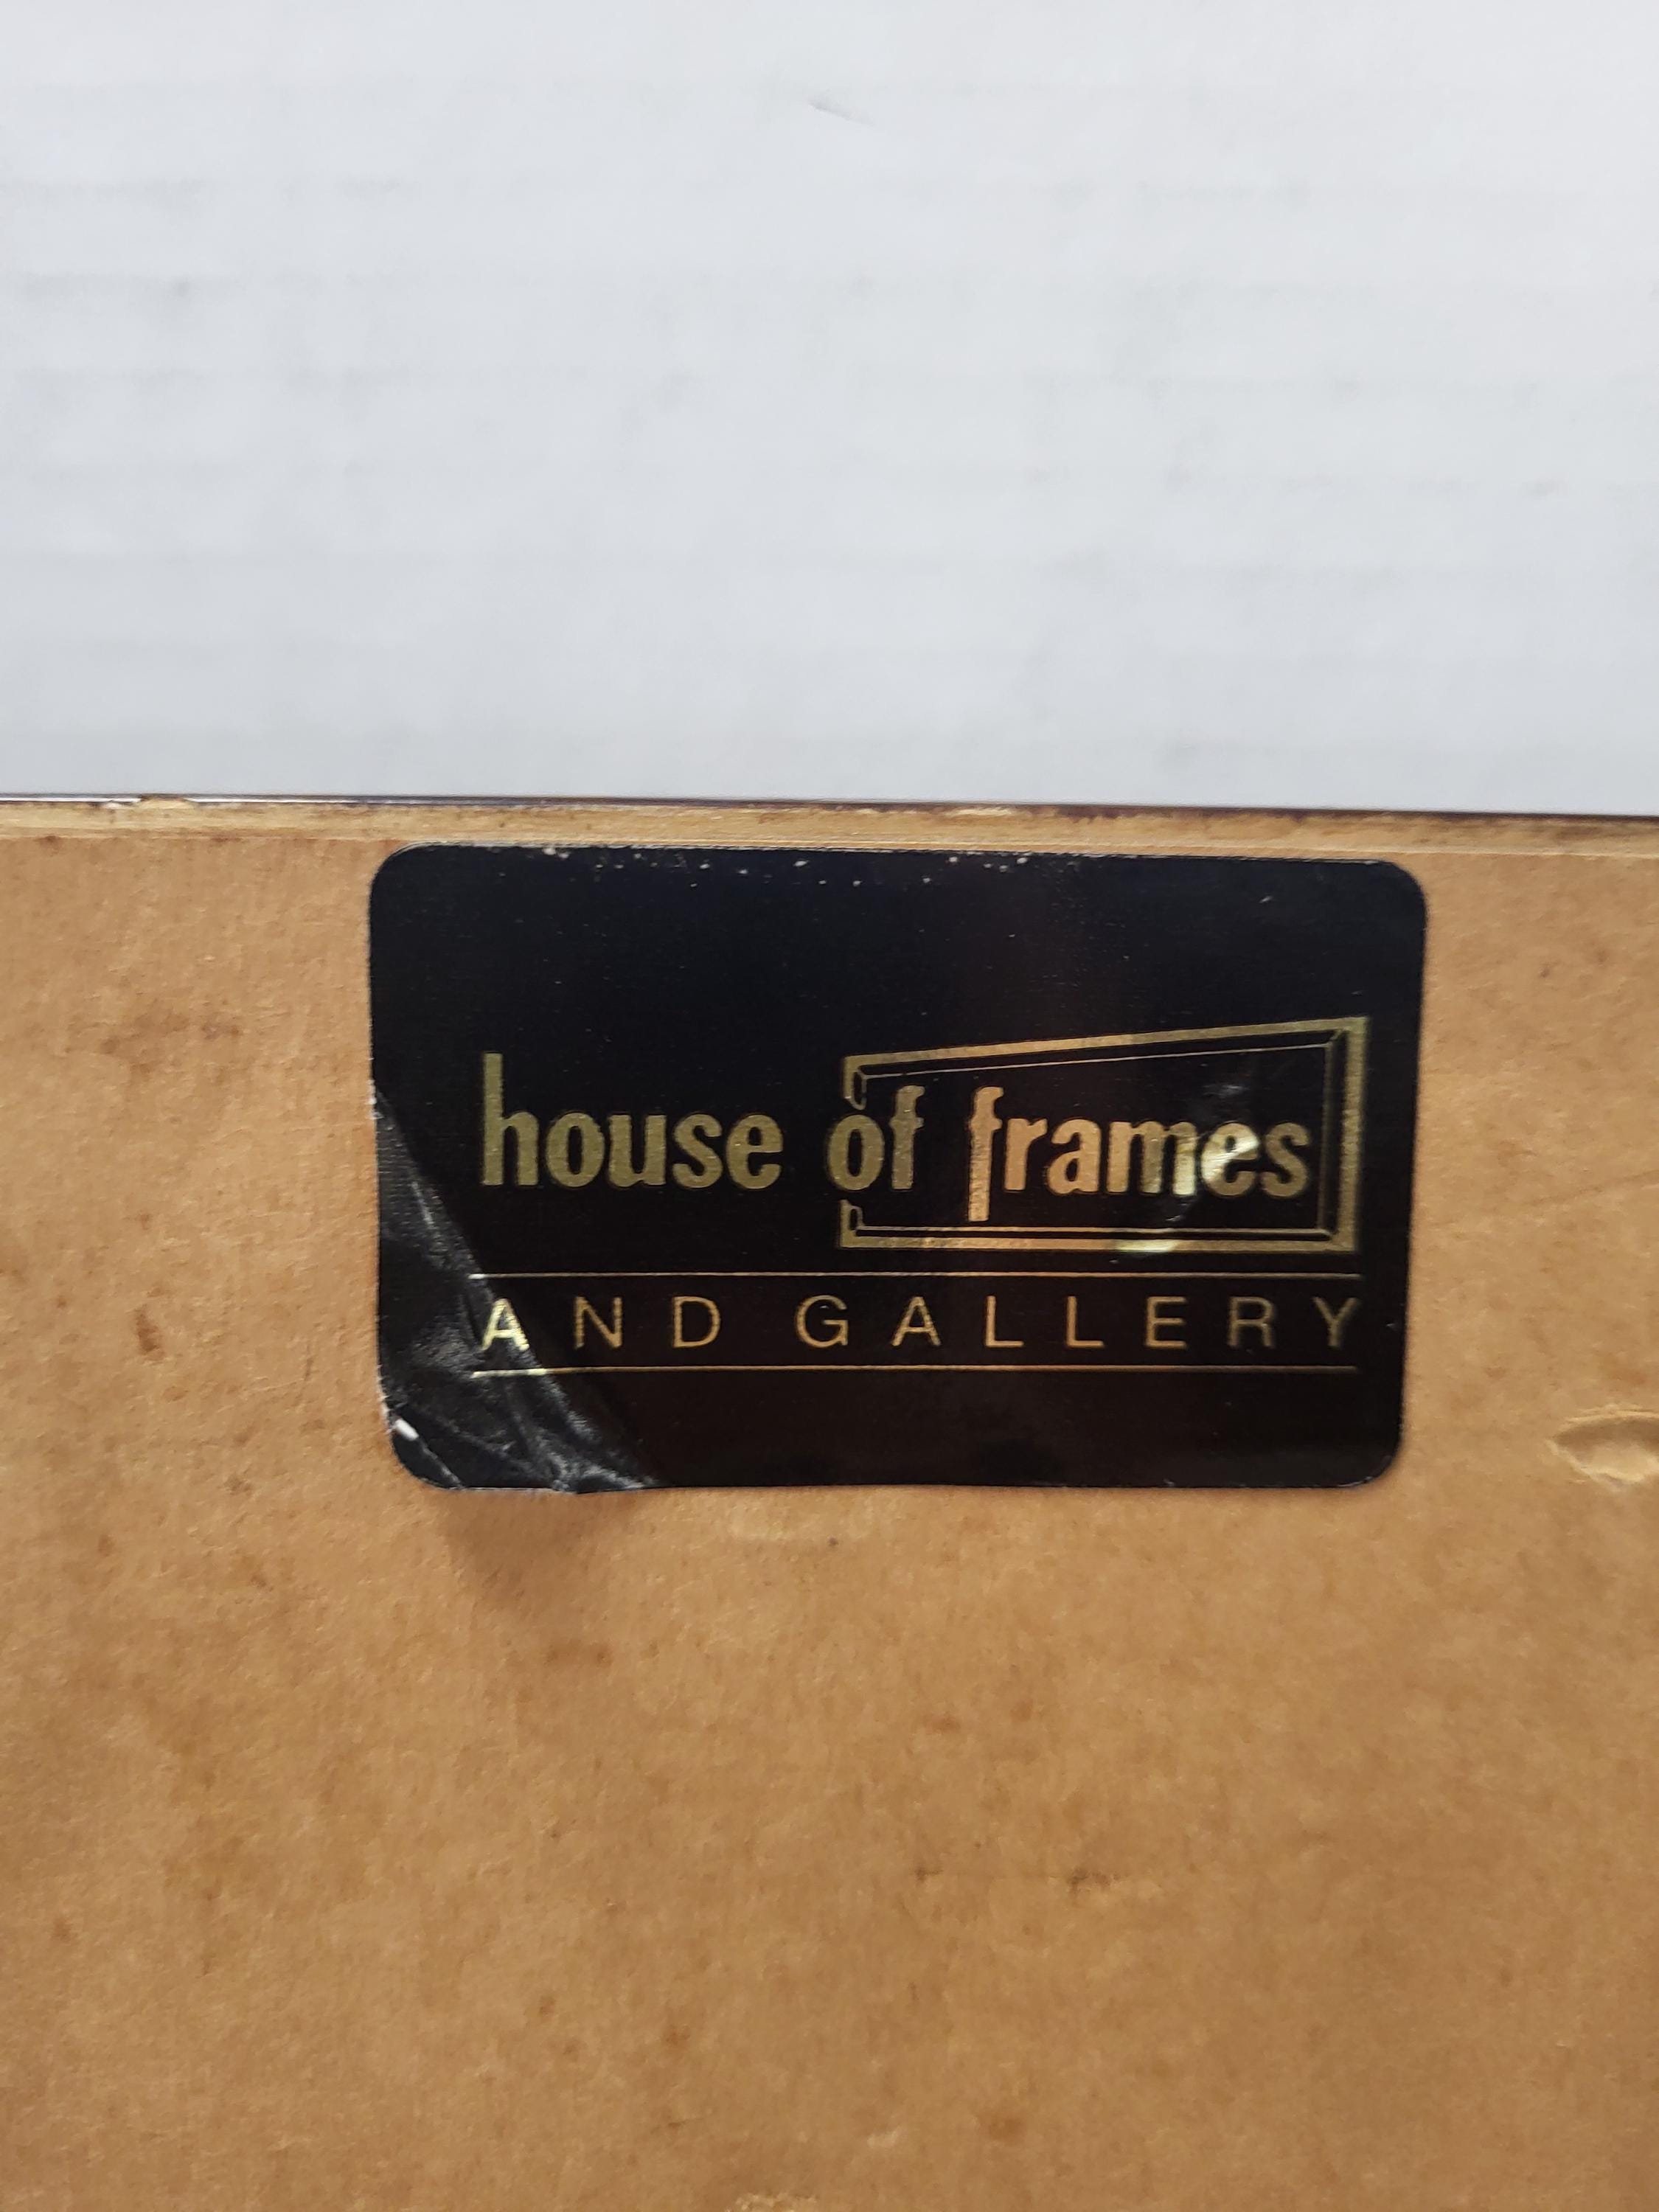 house of frames
AND GALLERY